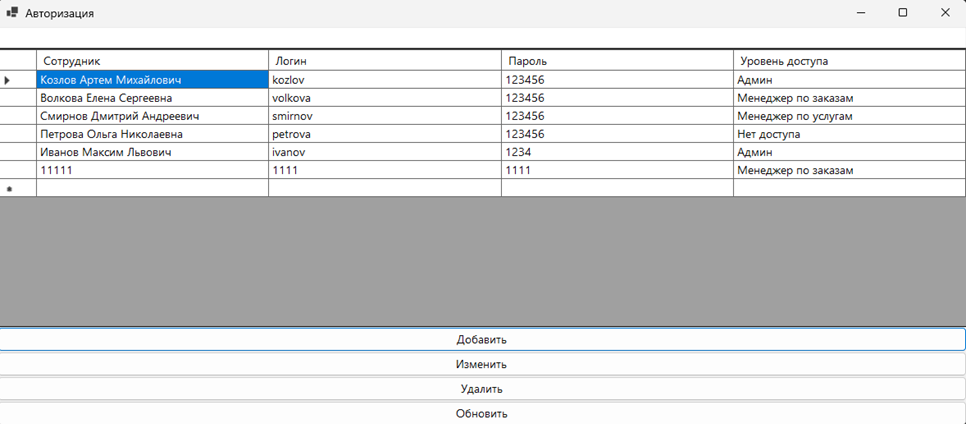 Авторизация
Сотрудник Логин Пароль Уровень доступа
Козлов Артем Михайлович kozlov 123456 Админ
Волкова Елена Сергеевна volkova 123456 Менеджер по заказам
Смирнов Дмитрий Андреевич smirnov 123456 Менеджер по услугам
Петрова Ольга Николаевна petrova 123456 Нет доступа
Иванов Максим Львович ivanov 1234 Админ
11111 1111 1111 Менеджер по заказам
Добавить
Изменить
Удалить
Обновить